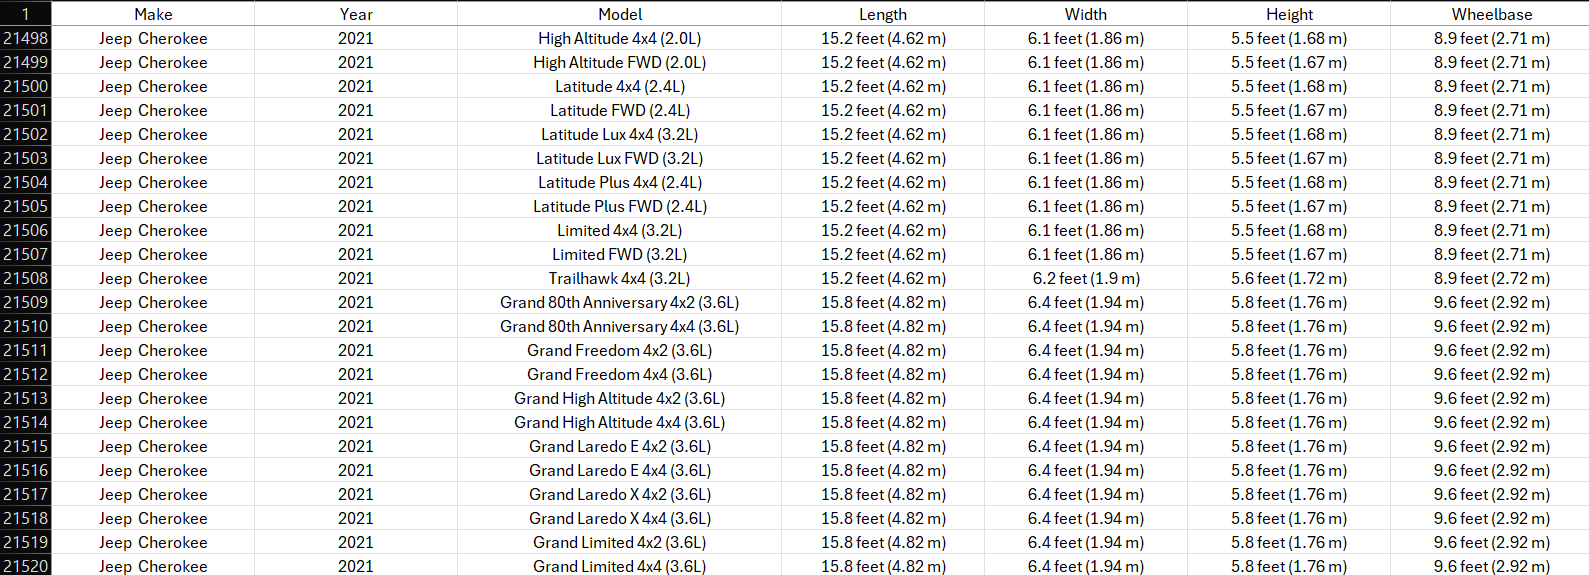 1 Make Year Model Length Width Height Wheelbase
21498 Jeep Cherokee 2021 High Altitude 4x4 (2.0L) 15.2 feet (4.62 m) 6.1 feet (1.86 m) 5.5 feet (1.68 m) 8.9 feet (2.71 m)
21499 Jeep Cherokee 2021 High Altitude FWD (2.0L) 15.2 feet (4.62 m) 6.1 feet (1.86 m) 5.5 feet (1.67 m) 8.9 feet (2.71 m)
21500 Jeep Cherokee 2021 Latitude 4x4 (2.4L) 15.2 feet (4.62 m) 6.1 feet (1.86 m) 5.5 feet (1.68 m) 8.9 feet (2.71 m)
21501 Jeep Cherokee 2021 Latitude FWD (2.4L) 15.2 feet (4.62 m) 6.1 feet (1.86 m) 5.5 feet (1.67 m) 8.9 feet (2.71 m)
21502 Jeep Cherokee 2021 Latitude Lux 4x4 (3.2L) 15.2 feet (4.62 m) 6.1 feet (1.86 m) 5.5 feet (1.68 m) 8.9 feet (2.71 m)
21503 Jeep Cherokee 2021 Latitude Lux FWD (3.2L) 15.2 feet (4.62 m) 6.1 feet (1.86 m) 5.5 feet (1.67 m) 8.9 feet (2.71 m)
21504 Jeep Cherokee 2021 Latitude Plus 4x4 (2.4L) 15.2 feet (4.62 m) 6.1 feet (1.86 m) 5.5 feet (1.68 m) 8.9 feet (2.71 m)
21505 Jeep Cherokee 2021 Latitude Plus FWD (2.4L) 15.2 feet (4.62 m) 6.1 feet (1.86 m) 5.5 feet (1.67 m) 8.9 feet (2.71 m)
21506 Jeep Cherokee 2021 Limited 4x4 (3.2L) 15.2 feet (4.62 m) 6.1 feet (1.86 m) 5.5 feet (1.68 m) 8.9 feet (2.71 m)
21507 Jeep Cherokee 2021 Limited FWD (3.2L) 15.2 feet (4.62 m) 6.1 feet (1.86 m) 5.5 feet (1.67 m) 8.9 feet (2.71 m)
21508 Jeep Cherokee 2021 Trailhawk 4x4 (3.2L) 15.2 feet (4.62 m) 6.2 feet (1.9 m) 5.6 feet (1.72 m) 8.9 feet (2.72 m)
21509 Jeep Cherokee 2021 Grand 80th Anniversary 4x2 (3.6L) 15.8 feet (4.82 m) 6.4 feet (1.94 m) 5.8 feet (1.76 m) 9.6 feet (2.92 m)
21510 Jeep Cherokee 2021 Grand 80th Anniversary 4x4 (3.6L) 15.8 feet (4.82 m) 6.4 feet (1.94 m) 5.8 feet (1.76 m) 9.6 feet (2.92 m)
21511 Jeep Cherokee 2021 Grand Freedom 4x2 (3.6L) 15.8 feet (4.82 m) 6.4 feet (1.94 m) 5.8 feet (1.76 m) 9.6 feet (2.92 m)
21512 Jeep Cherokee 2021 Grand Freedom 4x4 (3.6L) 15.8 feet (4.82 m) 6.4 feet (1.94 m) 5.8 feet (1.76 m) 9.6 feet (2.92 m)
21513 Jeep Cherokee 2021 Grand High Altitude 4x2 (3.6L) 15.8 feet (4.82 m) 6.4 feet (1.94 m) 5.8 feet (1.76 m) 9.6 feet (2.92 m)
21514 Jeep Cherokee 2021 Grand High Altitude 4x4 (3.6L) 15.8 feet (4.82 m) 6.4 feet (1.94 m) 5.8 feet (1.76 m) 9.6 feet (2.92 m)
21515 Jeep Cherokee 2021 Grand Laredo E 4x2 (3.6L) 15.8 feet (4.82 m) 6.4 feet (1.94 m) 5.8 feet (1.76 m) 9.6 feet (2.92 m)
21516 Jeep Cherokee 2021 Grand Laredo E 4x4 (3.6L) 15.8 feet (4.82 m) 6.4 feet (1.94 m) 5.8 feet (1.76 m) 9.6 feet (2.92 m)
21517 Jeep Cherokee 2021 Grand Laredo X 4x2 (3.6L) 15.8 feet (4.82 m) 6.4 feet (1.94 m) 5.8 feet (1.76 m) 9.6 feet (2.92 m)
21518 Jeep Cherokee 2021 Grand Laredo X 4x4 (3.6L) 15.8 feet (4.82 m) 6.4 feet (1.94 m) 5.8 feet (1.76 m) 9.6 feet (2.92 m)
21519 Jeep Cherokee 2021 Grand Limited 4x2 (3.6L) 15.8 feet (4.82 m) 6.4 feet (1.94 m) 5.8 feet (1.76 m) 9.6 feet (2.92 m)
21520 Jeep Cherokee 2021 Grand Limited 4x4 (3.6L) 15.8 feet (4.82 m) 6.4 feet (1.94 m) 5.8 feet (1.76 m) 9.6 feet (2.92 m)